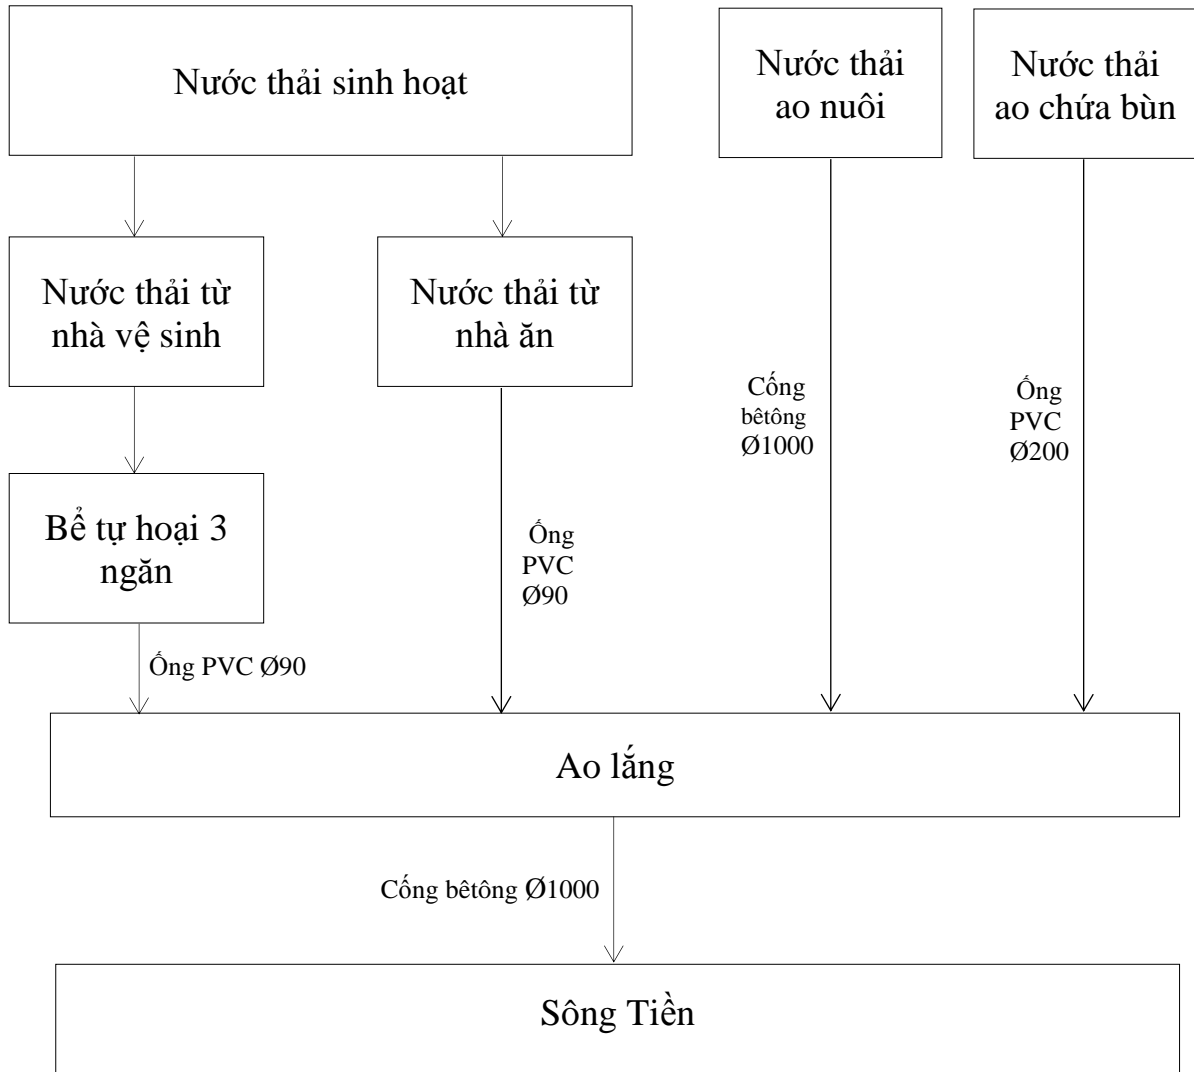 Nước thải sinh hoạt
Nước thải
ao nuôi
Nước thải
ao chứa bùn
Nước thải từ
nhà vệ sinh
Nước thải từ
nhà ăn
Cống
bêtông
Ø1000
Ống
PVC
Ø200
Bể tự hoại 3
ngăn
Ống
PVC
Ø90
Ống PVC Ø90
Ao lắng
Cống bêtông Ø1000
Sông Tiền